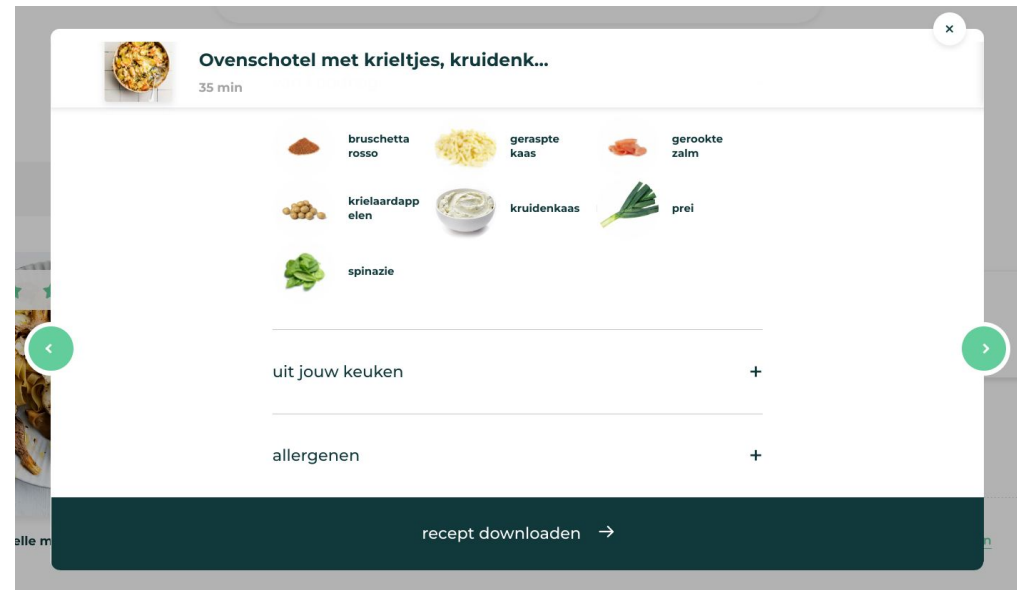 Ovenschotel met krieltjes, kruidenk...
35 min
bruschetta
rosso
geraspte
kaas
gerookte
zalm
krielaardapp
elen
kruidenkaas
prei
spinazie
uit jouw keuken
allergenen
recept downloaden
elle m
n